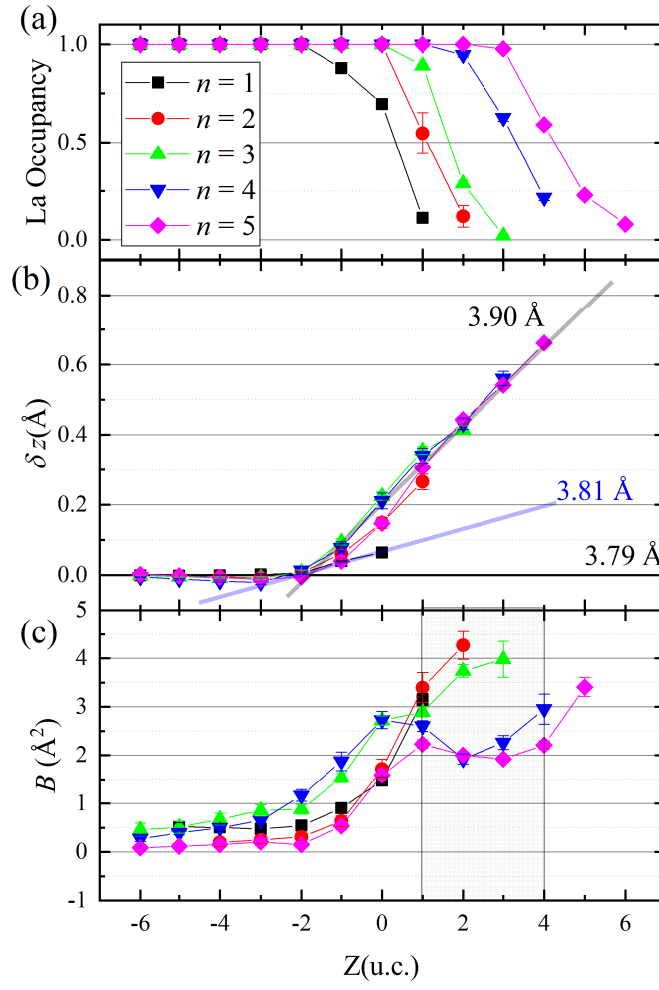 (a)
La Occupancy
1.0
0.5
0.0
n = 1
n = 2
n = 3
n = 4
n = 5
(b)
δz(Å)
0.8
0.6
0.4
0.2
0.0
3.90 Å
3.81 Å
3.79 Å
(c)
B (Å²)
5
4
3
2
1
0
-1
-6 -4 -2 0 2 4 6
Z(u.c.)